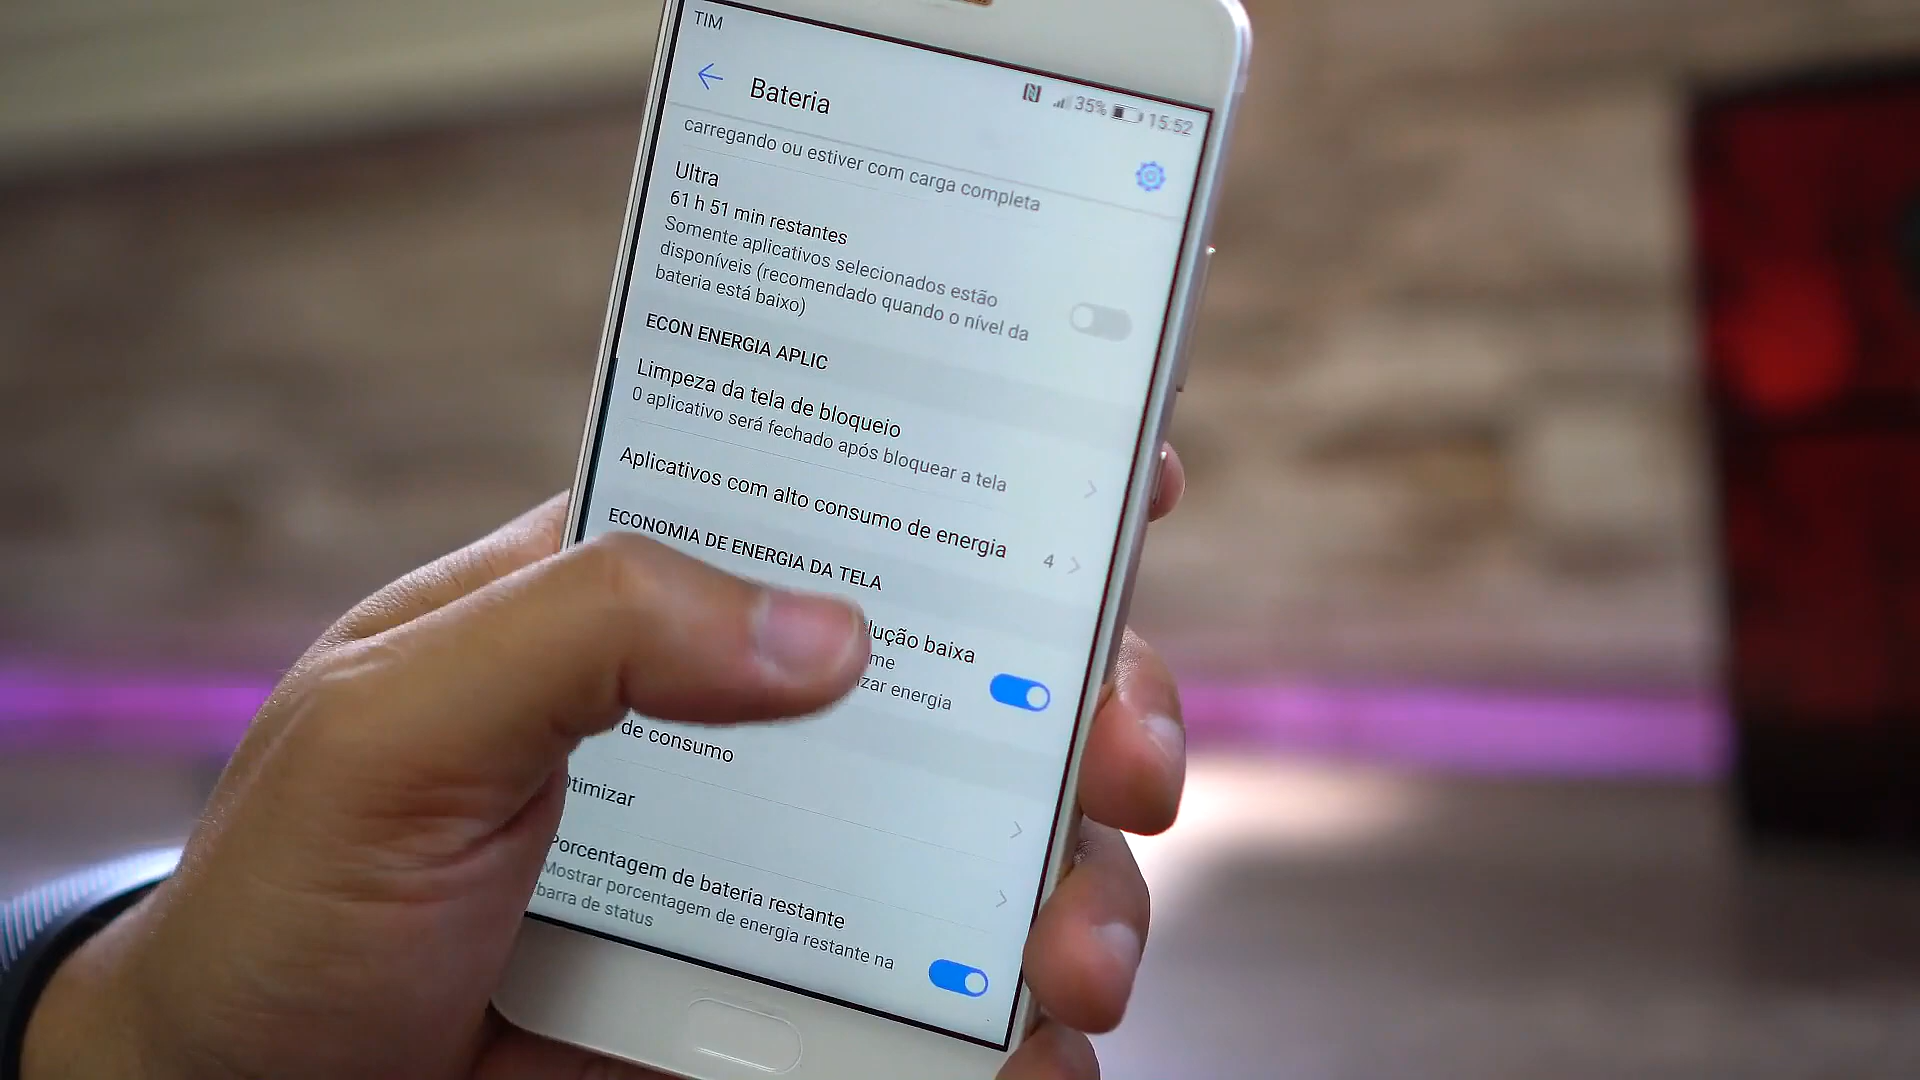 TIM
35% 15:52
Bateria
carregando ou estiver com carga completa
Ultra
61 h 51 min restantes
Somente aplicativos selecionados estão
disponíveis (recomendado quando o nível da
bateria está baixo)
ECON ENERGIA APLIC
Limpeza da tela de bloqueio
0 aplicativo será fechado após bloquear a tela
Aplicativos com alto consumo de energia
4
ECONOMIA DE ENERGIA DA TELA
lução baixa
me
zar energia
de consumo
Otimizar
Porcentagem de bateria restante
Mostrar porcentagem de energia restante na
barra de status